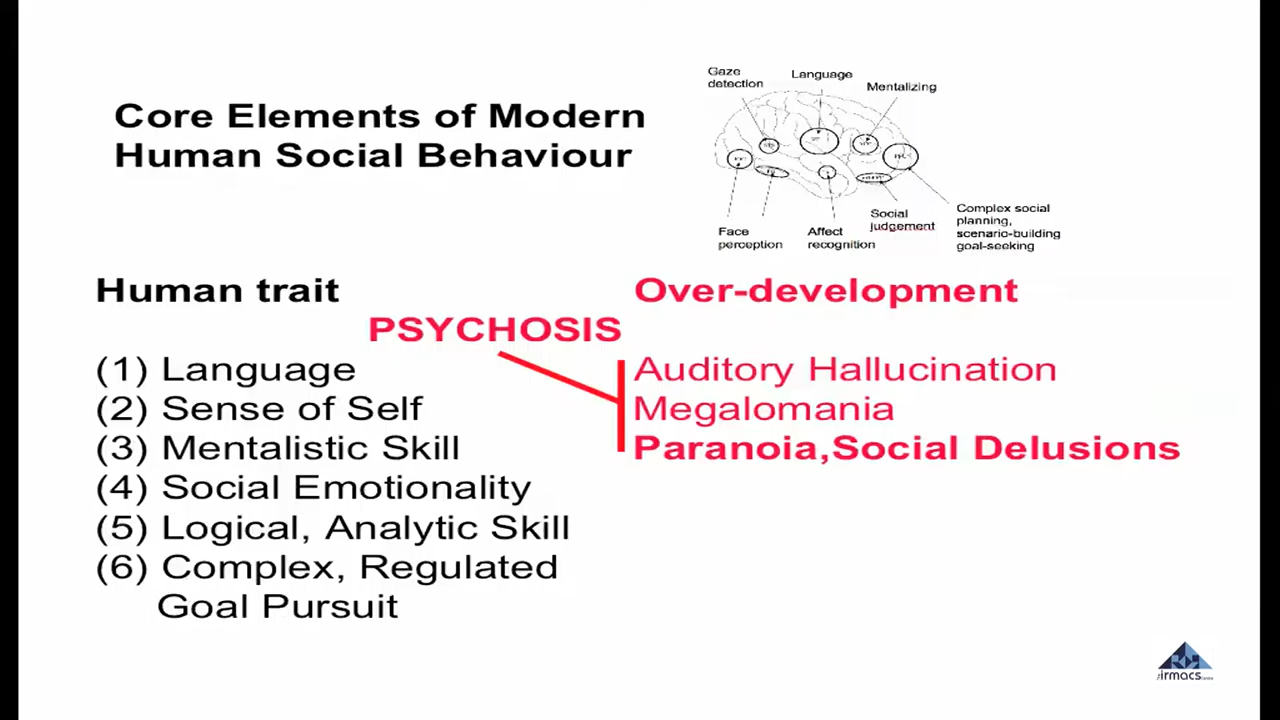 Core Elements of Modern
Human Social Behaviour
Gaze
detection
Language
Mentalizing
Face
perception
Affect
recognition
Social
judgement
Complex social
planning,
scenario-building
goal-seeking
Human trait
Over-development
PSYCHOSIS
(1) Language
Auditory Hallucination
(2) Sense of Self
Megalomania
(3) Mentalistic Skill
Paranoia,Social Delusions
(4) Social Emotionality
(5) Logical, Analytic Skill
(6) Complex, Regulated
Goal Pursuit
irmacs